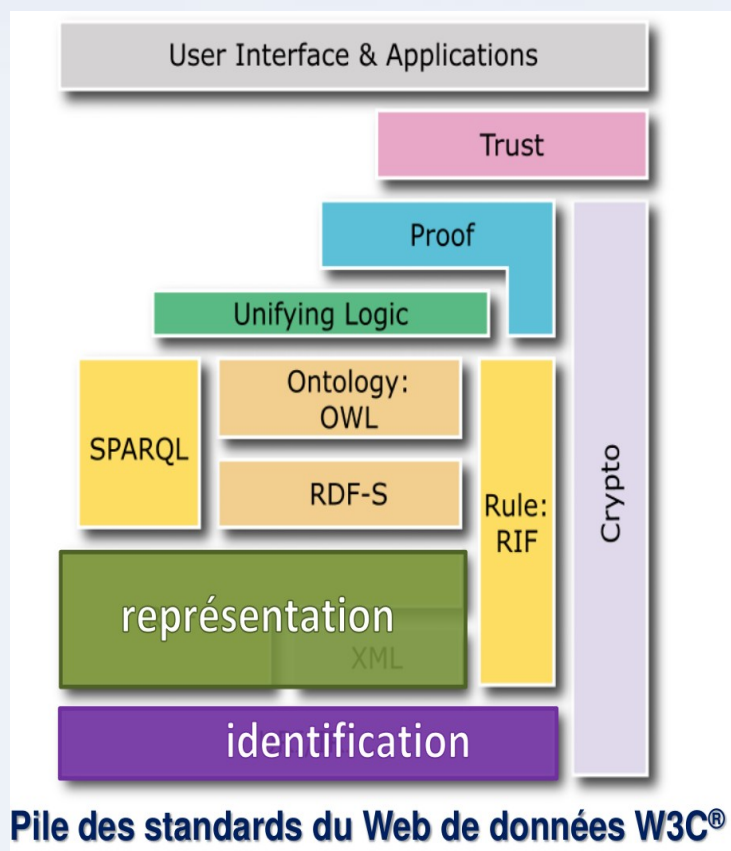 User Interface & Applications
Trust
Proof
Unifying Logic
Ontology:
OWL
SPARQL
RDF-S
Rule:
RIF
Crypto
représentation
XML
identification
Pile des standards du Web de données W3C®